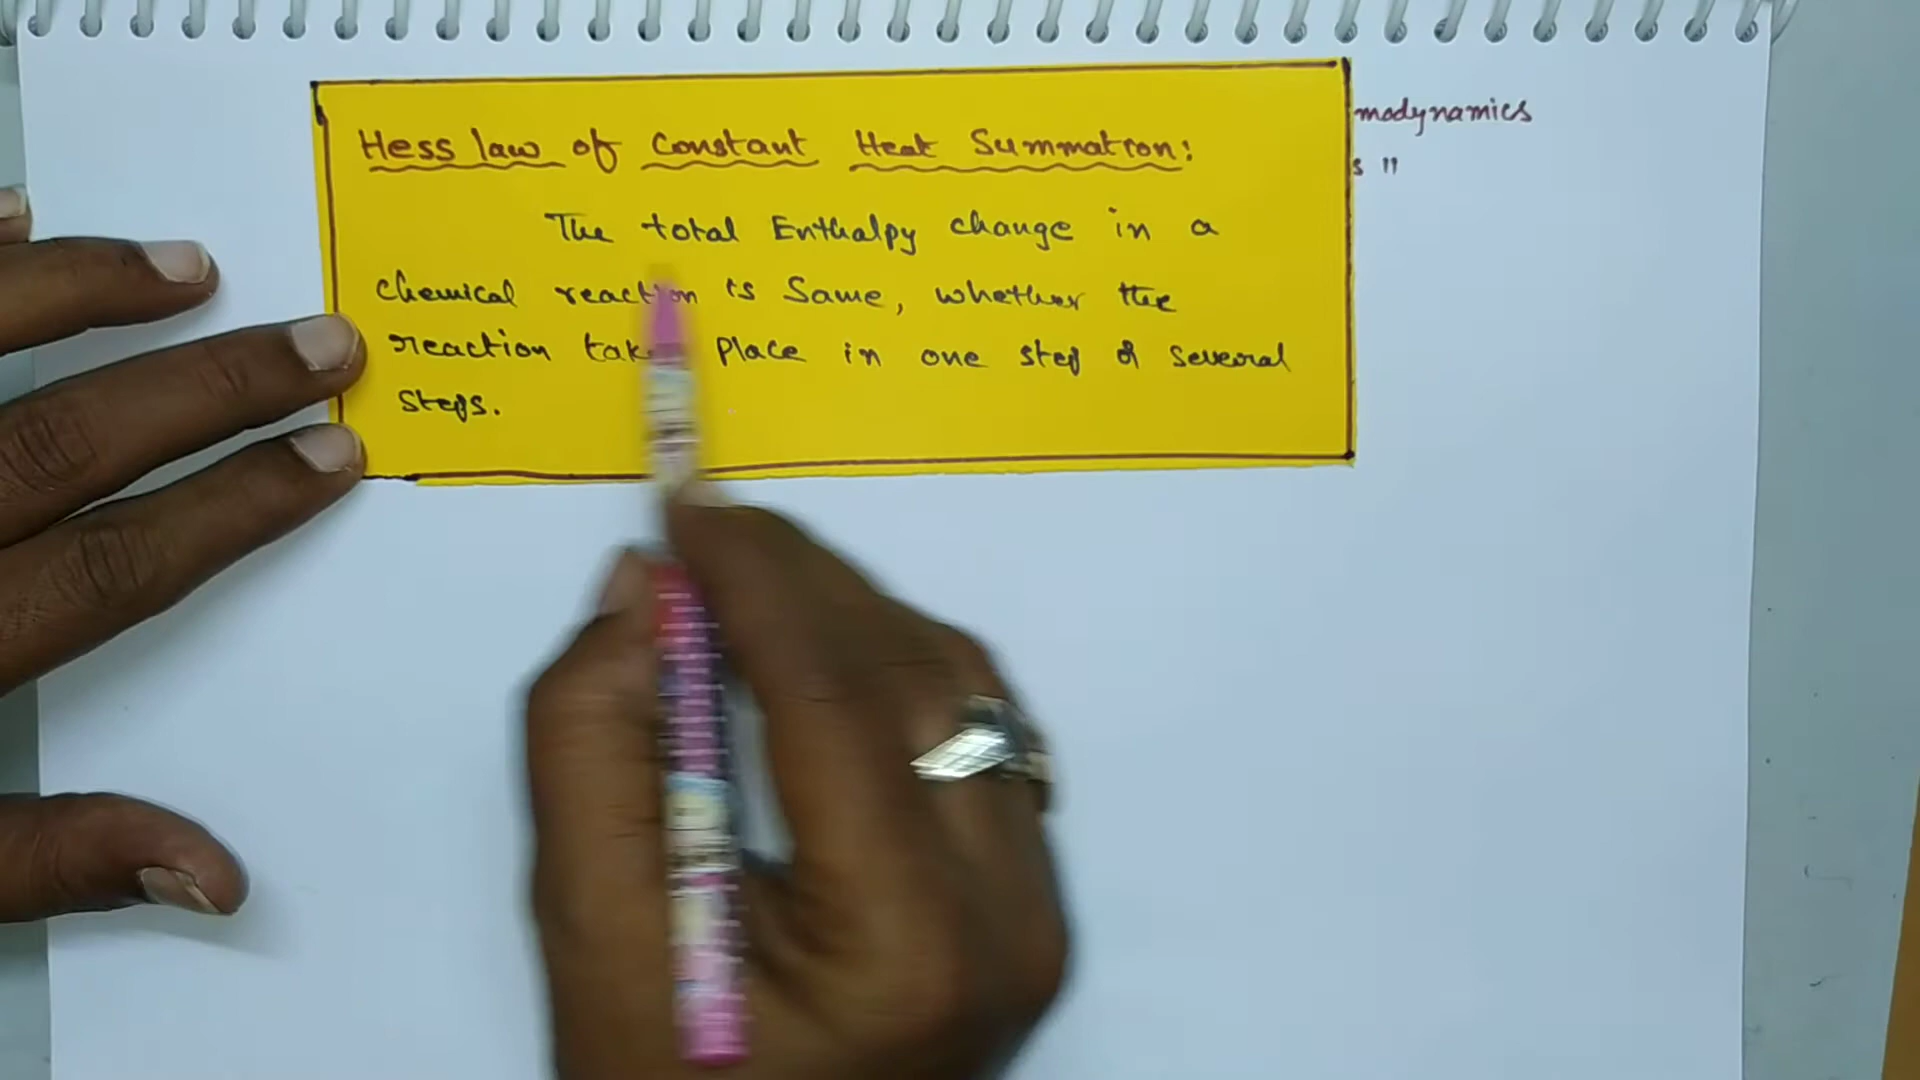 Hess law of Constant Heat Summation:
The total Enthalpy change in a
chemical reaction is Same, whether the
reaction take place in one step or several
steps.
modynamics
s "